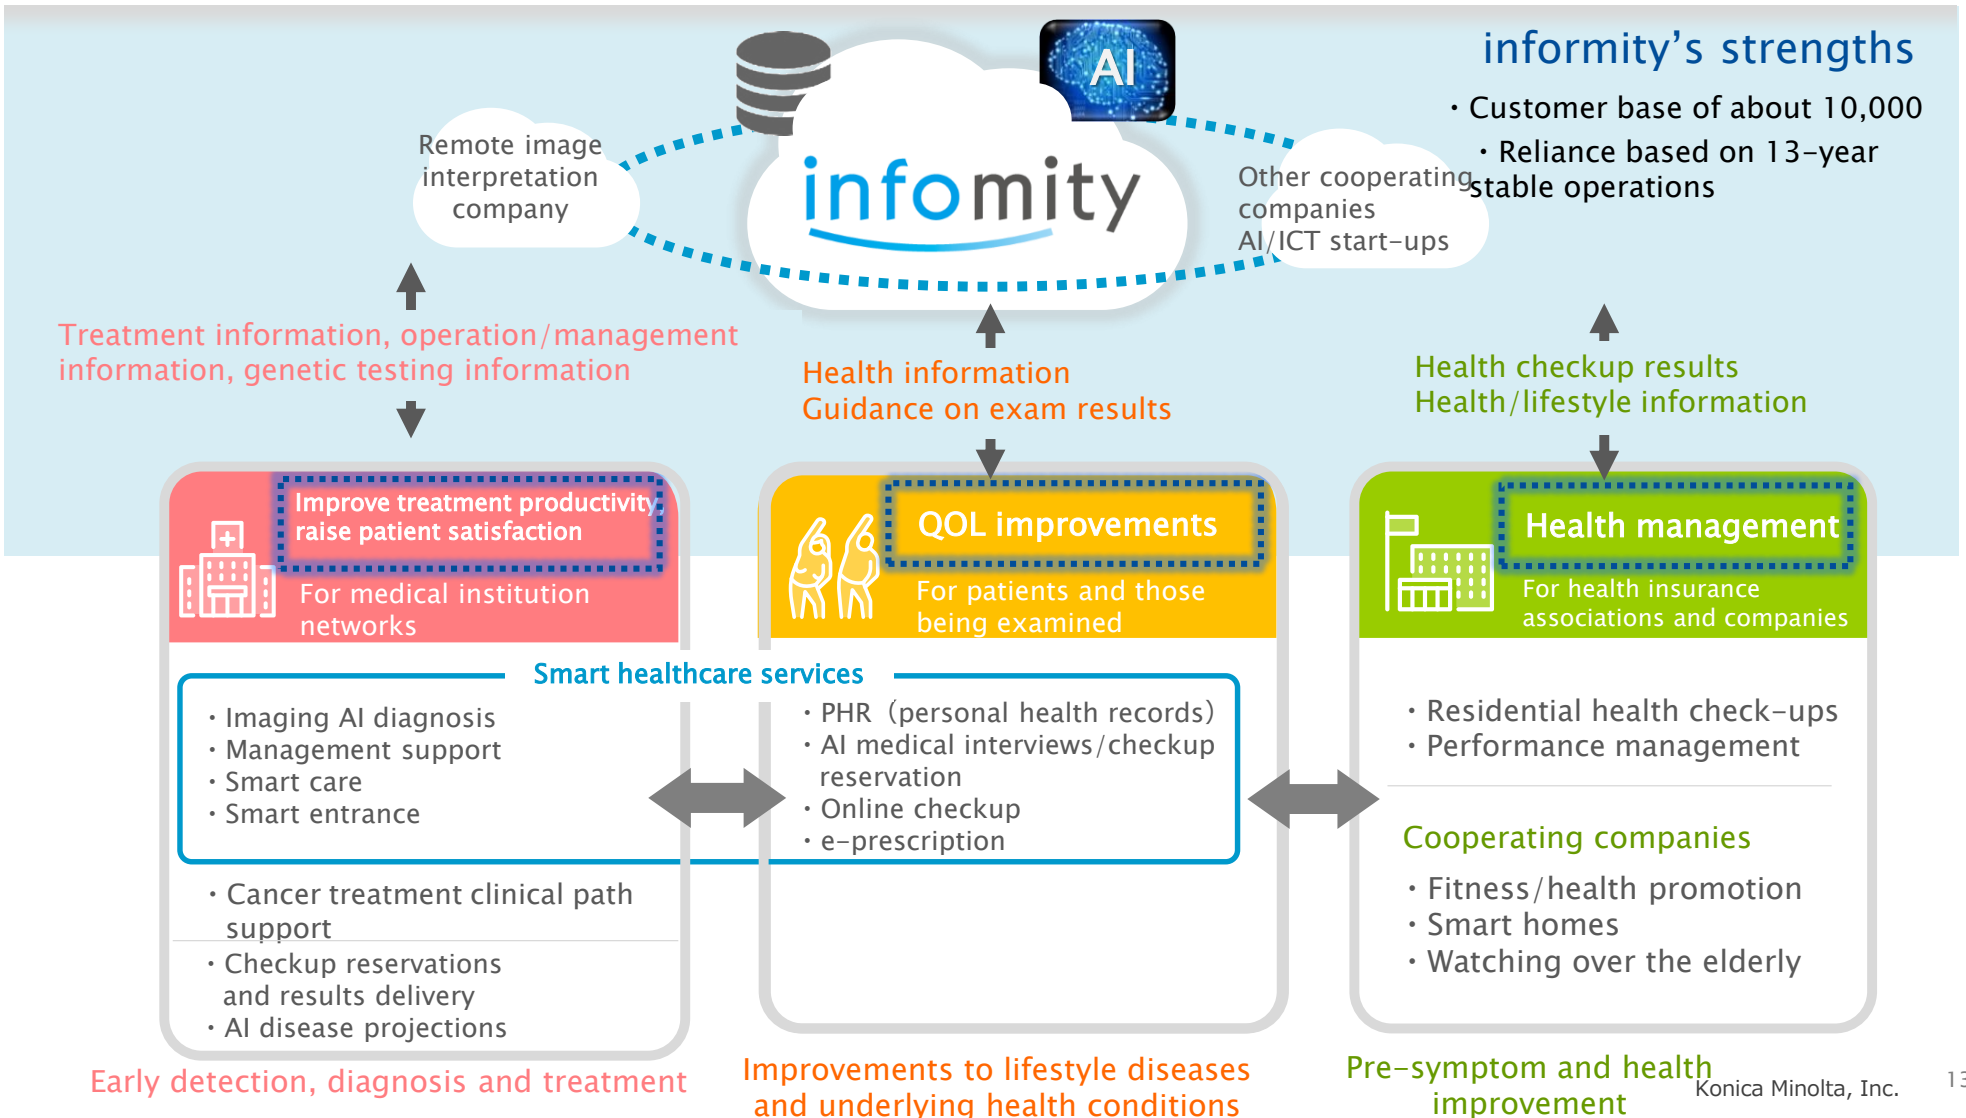 informity’s strengths
・Customer base of about 10,000
・Reliance based on 13-year
stable operations
AI
infomity
Remote image
interpretation
company
Other cooperating
companies
AI/ICT start-ups
Treatment information, operation/management
information, genetic testing information
Health information
Guidance on exam results
Health checkup results
Health/lifestyle information
Improve treatment productivity,
raise patient satisfaction
For medical institution
networks
QOL improvements
For patients and those
being examined
Health management
For health insurance
associations and companies
Smart healthcare services
・Imaging AI diagnosis
・Management support
・Smart care
・Smart entrance
・Cancer treatment clinical path
support
・Checkup reservations
and results delivery
・AI disease projections
・PHR（personal health records）
・AI medical interviews/checkup
reservation
・Online checkup
・e-prescription
・Residential health check-ups
・Performance management
Cooperating companies
・Fitness/health promotion
・Smart homes
・Watching over the elderly
Early detection, diagnosis and treatment
Improvements to lifestyle diseases
and underlying health conditions
Pre-symptom and health
improvement
Konica Minolta, Inc.
13